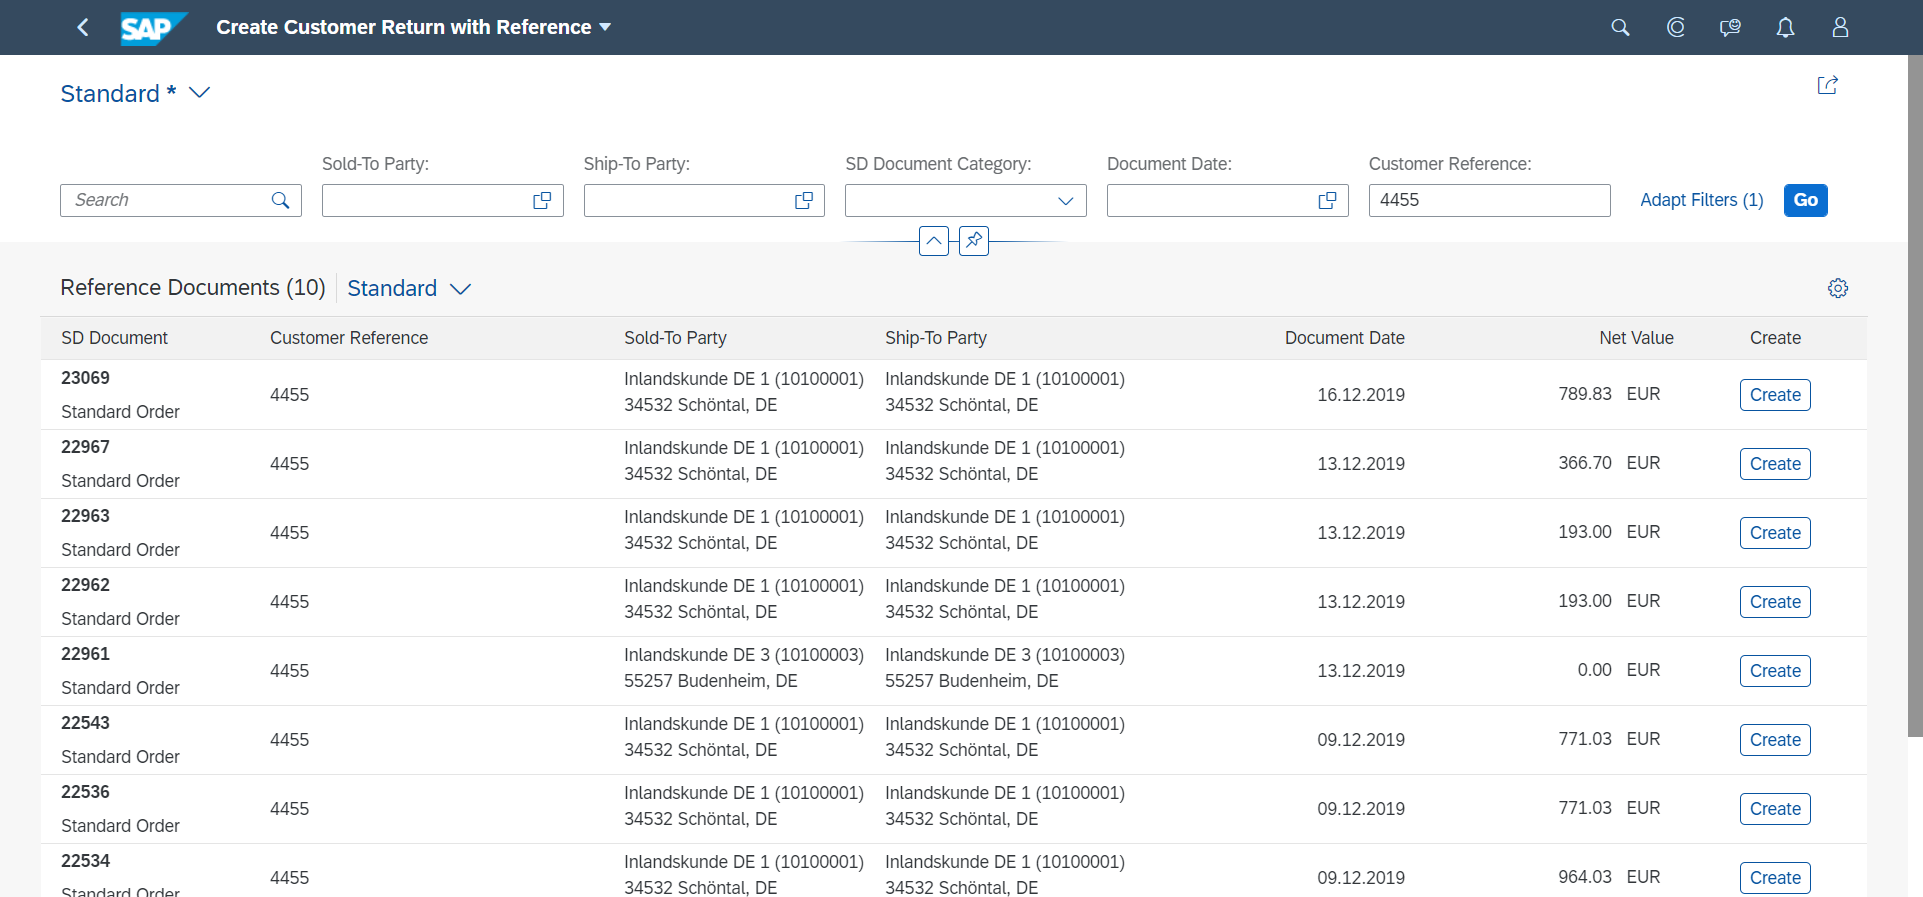 SAP Create Customer Return with Reference
Standard *
Sold-To Party: Ship-To Party: SD Document Category: Document Date: Customer Reference:
Search 4455 Adapt Filters (1) Go
Reference Documents (10) Standard
SD Document Customer Reference Sold-To Party Ship-To Party Document Date Net Value Create
23069 Inlandskunde DE 1 (10100001) Inlandskunde DE 1 (10100001)
4455 16.12.2019 789.83 EUR Create
Standard Order 34532 Schöntal, DE 34532 Schöntal, DE
22967 Inlandskunde DE 1 (10100001) Inlandskunde DE 1 (10100001)
4455 13.12.2019 366.70 EUR Create
Standard Order 34532 Schöntal, DE 34532 Schöntal, DE
22963 Inlandskunde DE 1 (10100001) Inlandskunde DE 1 (10100001)
4455 13.12.2019 193.00 EUR Create
Standard Order 34532 Schöntal, DE 34532 Schöntal, DE
22962 Inlandskunde DE 1 (10100001) Inlandskunde DE 1 (10100001)
4455 13.12.2019 193.00 EUR Create
Standard Order 34532 Schöntal, DE 34532 Schöntal, DE
22961 Inlandskunde DE 3 (10100003) Inlandskunde DE 3 (10100003)
4455 13.12.2019 0.00 EUR Create
Standard Order 55257 Budenheim, DE 55257 Budenheim, DE
22543 Inlandskunde DE 1 (10100001) Inlandskunde DE 1 (10100001)
4455 09.12.2019 771.03 EUR Create
Standard Order 34532 Schöntal, DE 34532 Schöntal, DE
22536 Inlandskunde DE 1 (10100001) Inlandskunde DE 1 (10100001)
4455 09.12.2019 771.03 EUR Create
Standard Order 34532 Schöntal, DE 34532 Schöntal, DE
22534 Inlandskunde DE 1 (10100001) Inlandskunde DE 1 (10100001)
4455 09.12.2019 964.03 EUR Create
Standard Order 34532 Schöntal, DE 34532 Schöntal, DE